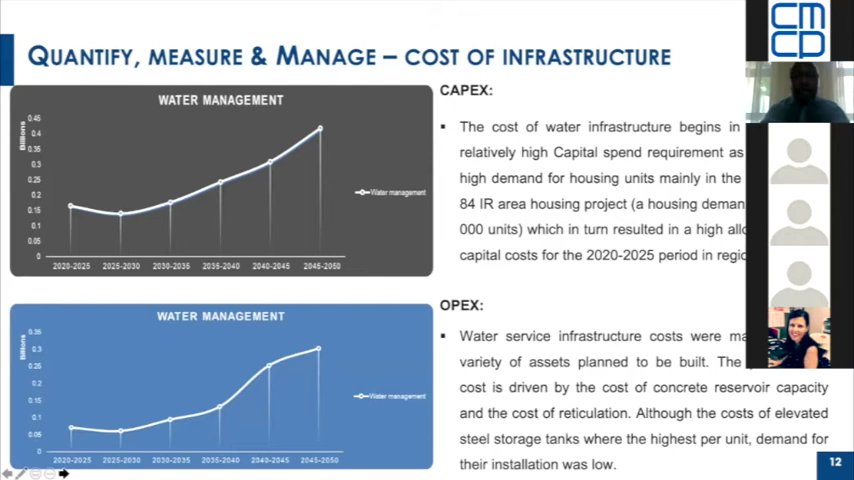 QUANTIFY, MEASURE & MANAGE – COST OF INFRASTRUCTURE
cmcp
WATER MANAGEMENT
Billions
0.45
0.4
0.35
0.3
0.25
0.2
0.15
0.1
0.05
0
2020-2025 2025-2030 2030-2035 2035-2040 2040-2045 2045-2050
Water management
CAPEX:
▪ The cost of water infrastructure begins in
relatively high Capital spend requirement as
high demand for housing units mainly in the
84 IR area housing project (a housing deman
000 units) which in turn resulted in a high allo
capital costs for the 2020-2025 period in regio
WATER MANAGEMENT
Billions
0.35
0.3
0.25
0.2
0.15
0.1
0.05
0
2020-2025 2025-2030 2030-2035 2035-2040 2040-2045 2045-2050
Water management
OPEX:
▪ Water service infrastructure costs were ma
variety of assets planned to be built. The
cost is driven by the cost of concrete reservoir capacity
and the cost of reticulation. Although the costs of elevated
steel storage tanks where the highest per unit, demand for
their installation was low.
12